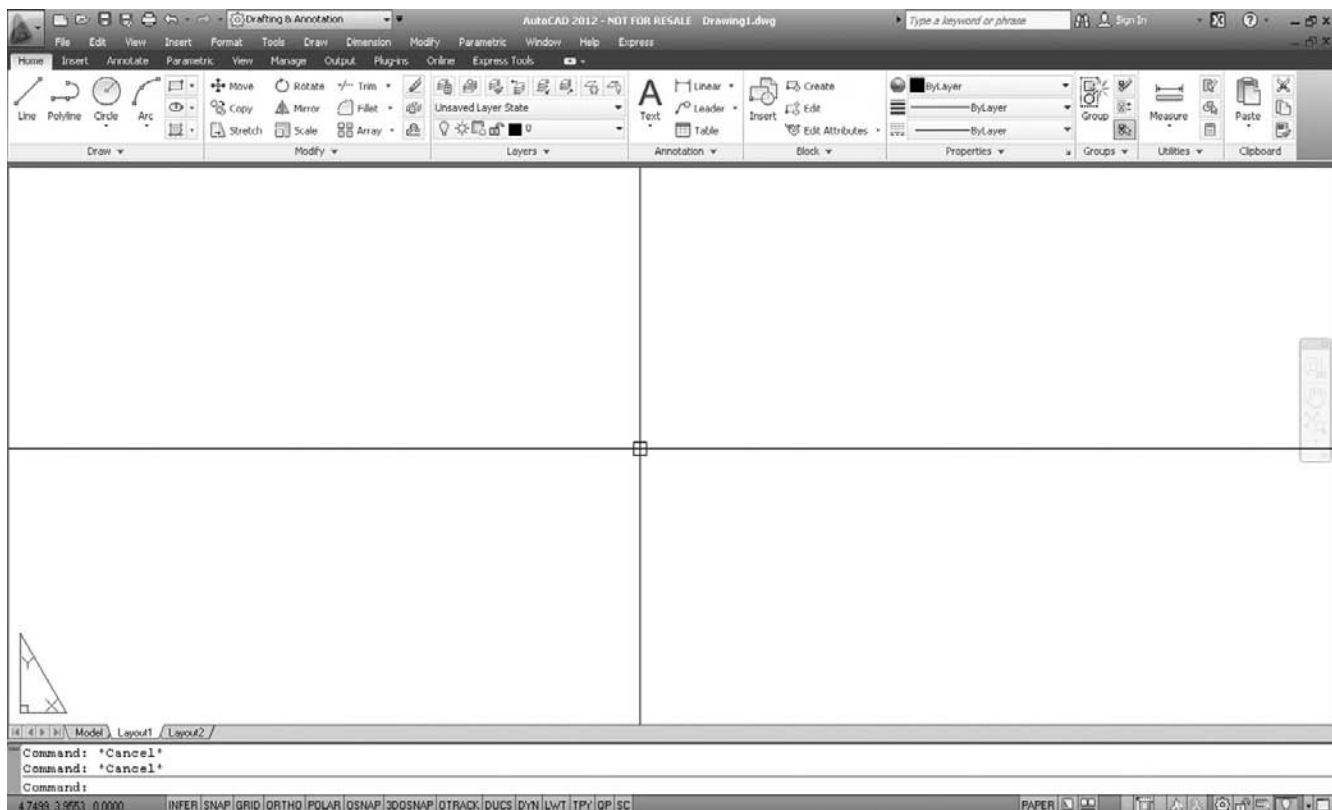 Drafting & Annotation AutoCAD 2012 - NOT FOR RESALE Drawing1.dwg Type a keyword or phrase Sign In
File Edit View Insert Format Tools Draw Dimension Modify Parametric Window Help Express
Home Insert Annotate Parametric View Manage Output Plug-ins Online Express Tools
Line Polyline Circle Arc Move Rotate Trim Unsaved Layer State Text Linear Insert Create ByLayer Group Measure Paste
Copy Mirror Fillet Leader Edit ByLayer
Stretch Scale Array 0 Table Edit Attributes ByLayer
Draw Modify Layers Annotation Block Properties Groups Utilities Clipboard
Y
X
Model Layout1 Layout2
Command: *Cancel*
Command: *Cancel*
Command:
4.7499, 3.9553, 0.0000 INFER SNAP GRID ORTHO POLAR OSNAP 3DOSNAP OTRACK DUCS DYN LWT TPY QP SC PAPER